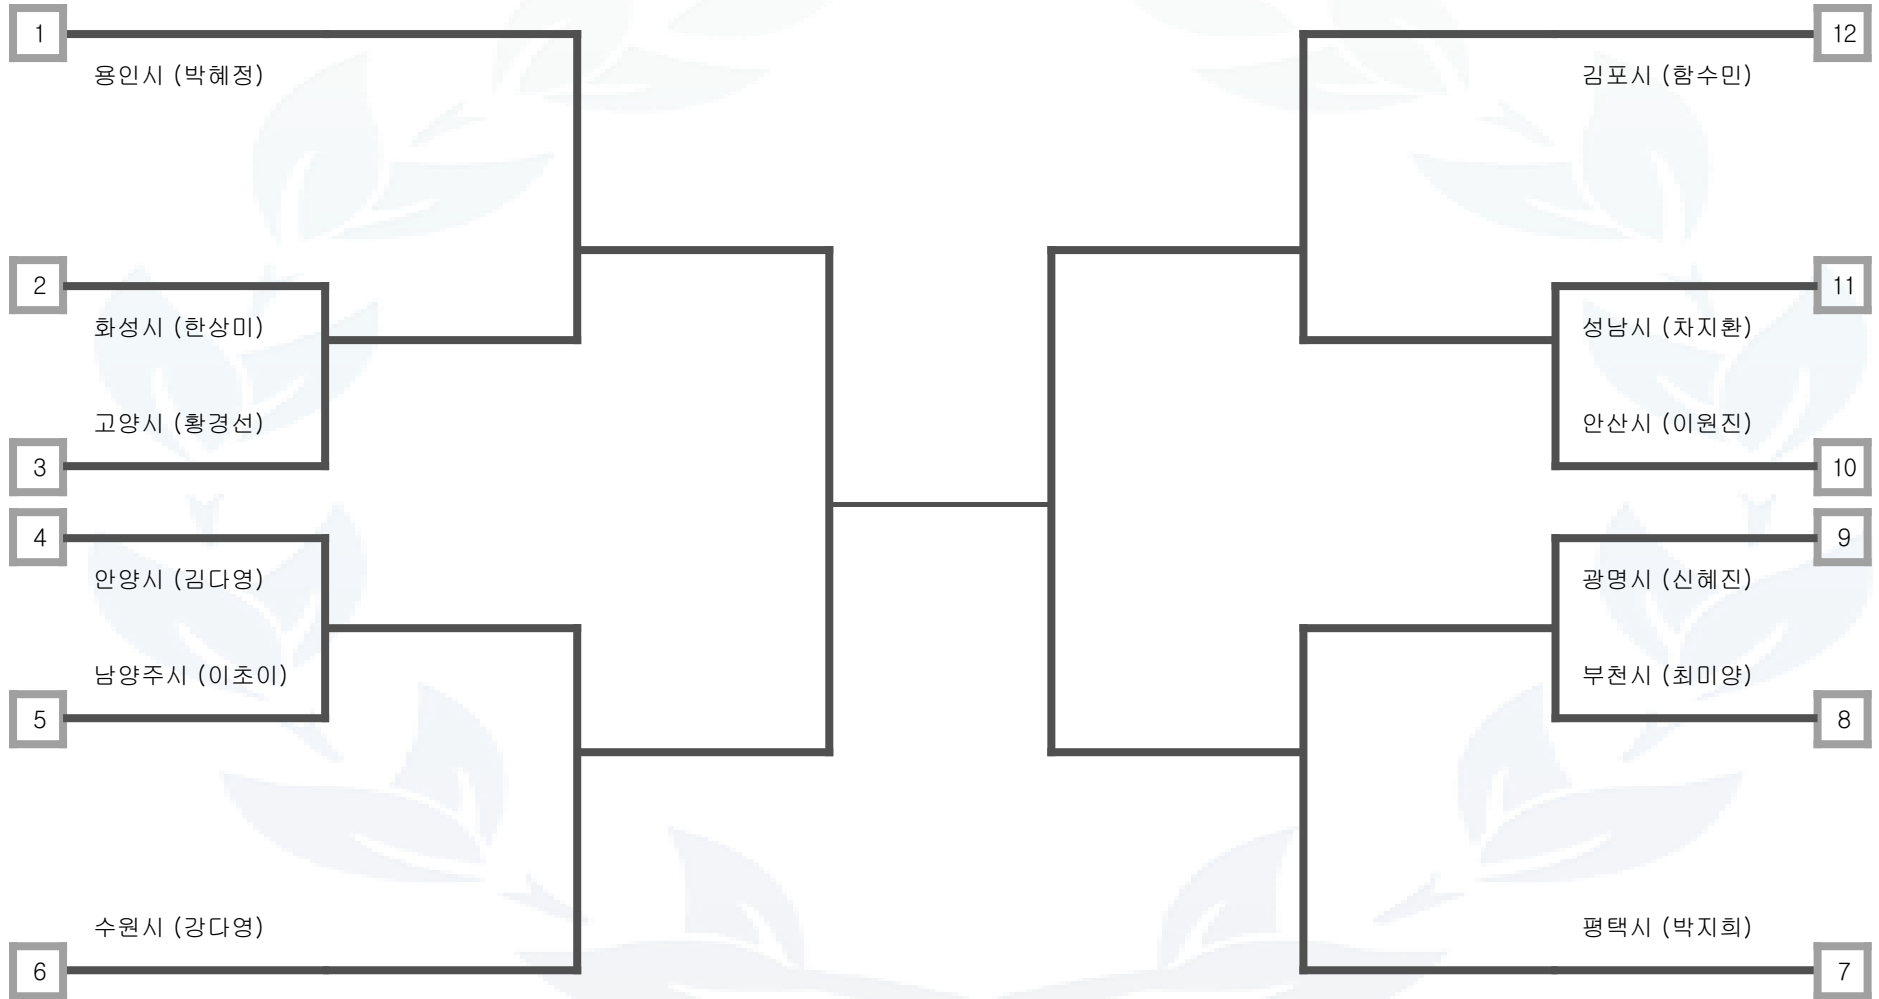 1
용인시 (박혜정)
2
화성시 (한상미)
고양시 (황경선)
3
4
안양시 (김다영)
남양주시 (이초이)
5
수원시 (강다영)
6
12
김포시 (함수민)
11
성남시 (차지환)
안산시 (이원진)
10
9
광명시 (신혜진)
부천시 (최미양)
8
평택시 (박지희)
7